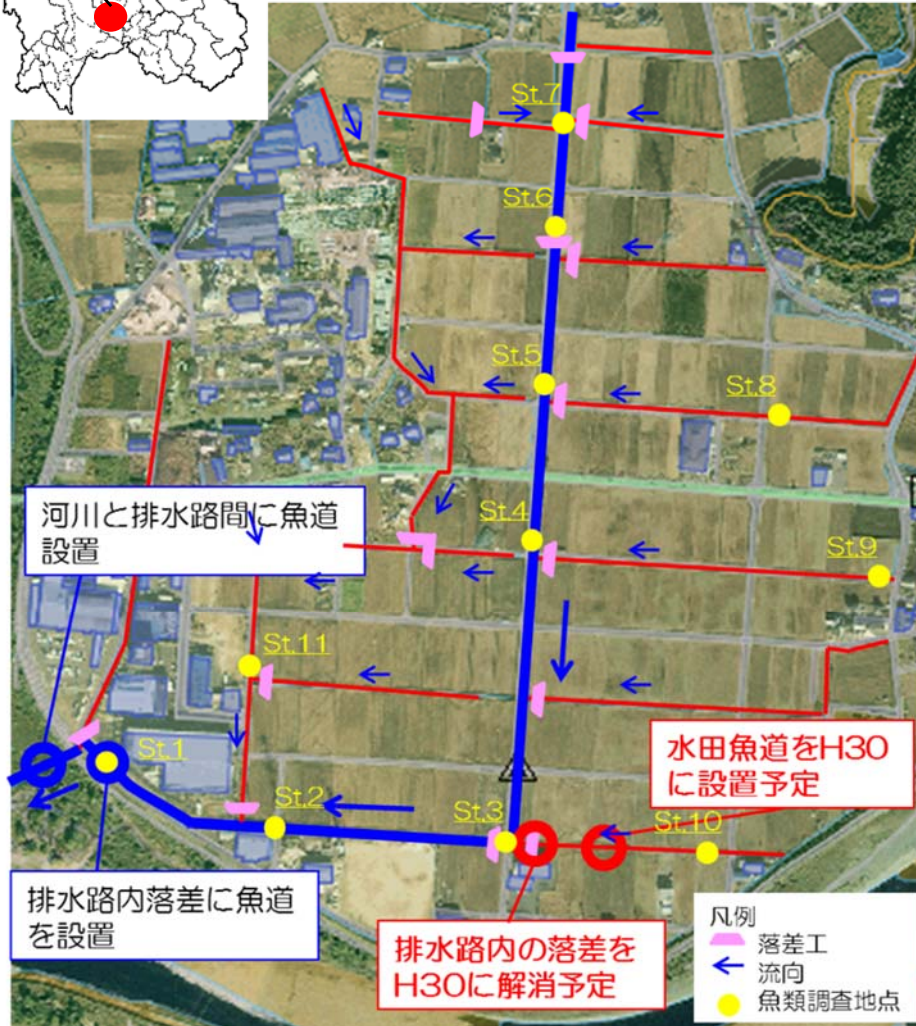 St.7
St.6
St.5
St.8
St.4
St.9
河川と排水路間に魚道
設置
St.11
St.1
水田魚道をH30
に設置予定
St.2
St.3
St.10
排水路内落差に魚道
を設置
排水路内の落差を
H30に解消予定
凡例
落差工
流向
魚類調査地点